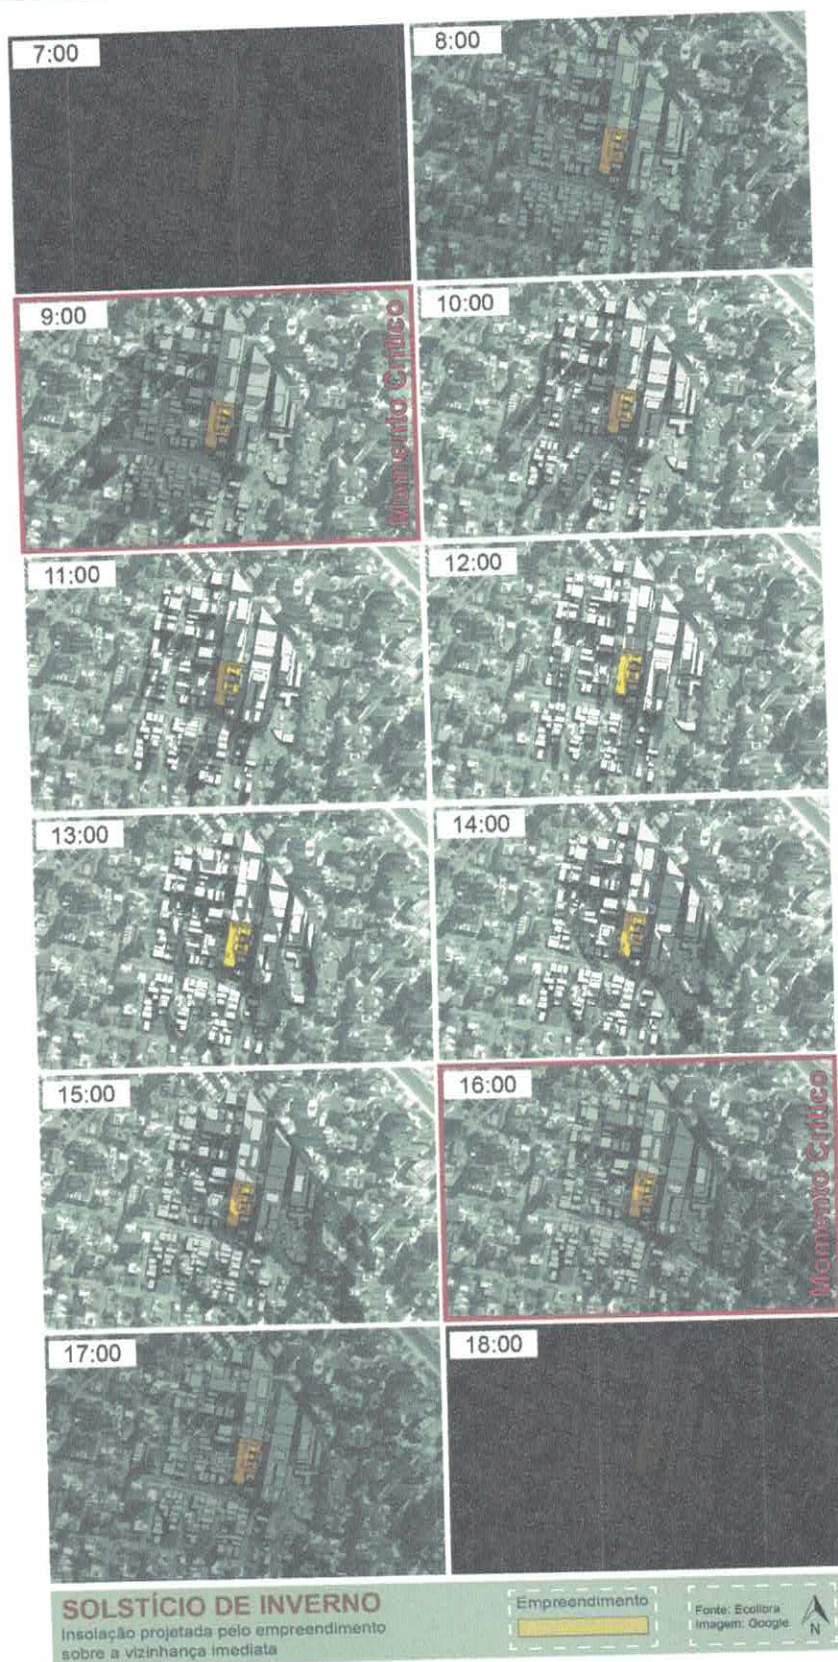 7:00
8:00
9:00
Momento Crítico
10:00
11:00
12:00
13:00
14:00
15:00
16:00
Momento Crítico
17:00
18:00
SOLSTÍCIO DE INVERNO
Insolação projetada pelo empreendimento
sobre a vizinhança imediata
Empreendimento
Fonte: Ecolibra
Imagem: Google
N